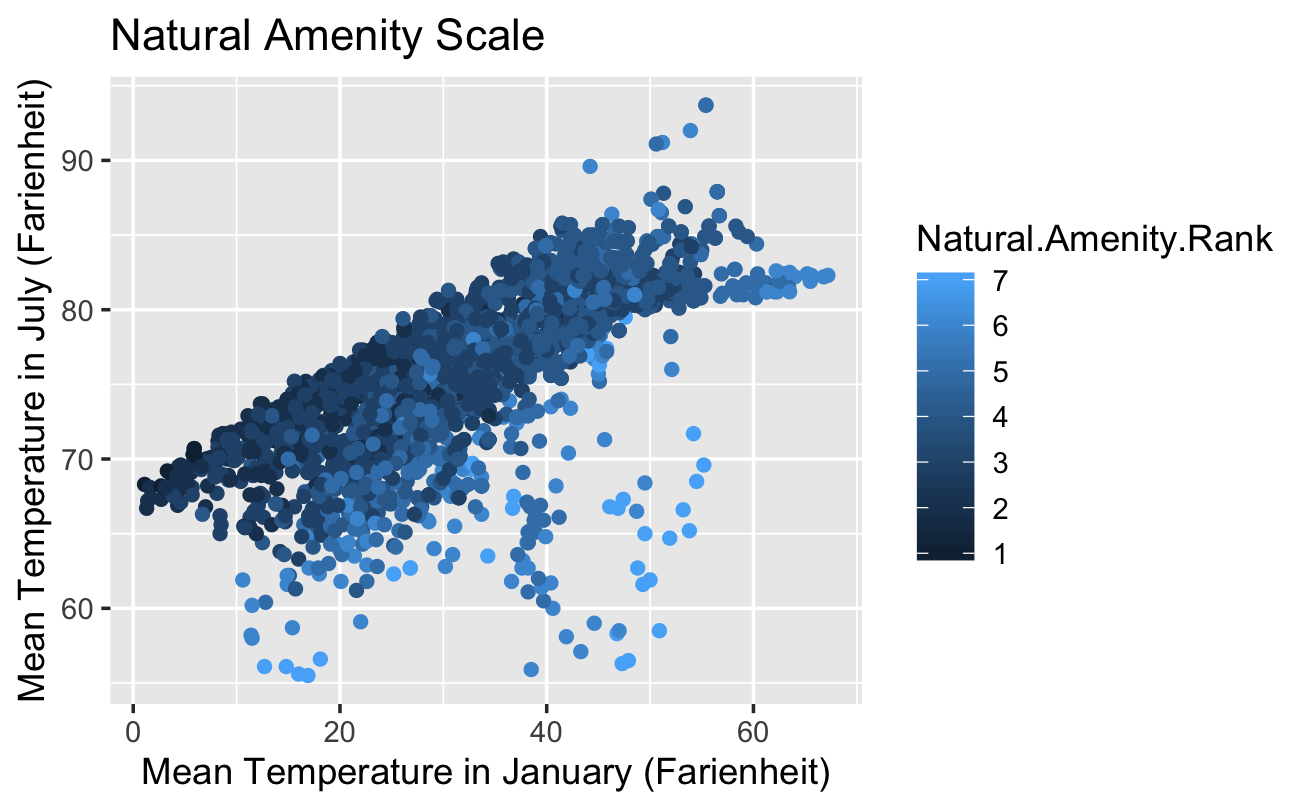 Natural Amenity Scale
Mean Temperature in July (Farienheit)
90
80
70
60
0 20 40 60
Mean Temperature in January (Farienheit)
Natural.Amenity.Rank
7
6
5
4
3
2
1